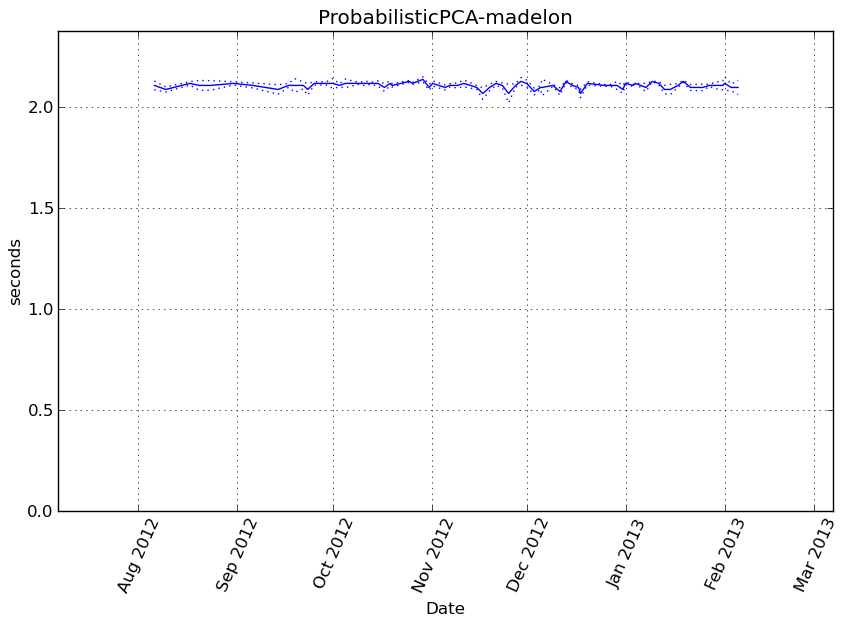 ProbabilisticPCA-madelon
2.0
1.5
1.0
0.5
0.0
seconds
Aug 2012
Sep 2012
Oct 2012
Nov 2012
Dec 2012
Jan 2013
Feb 2013
Mar 2013
Date